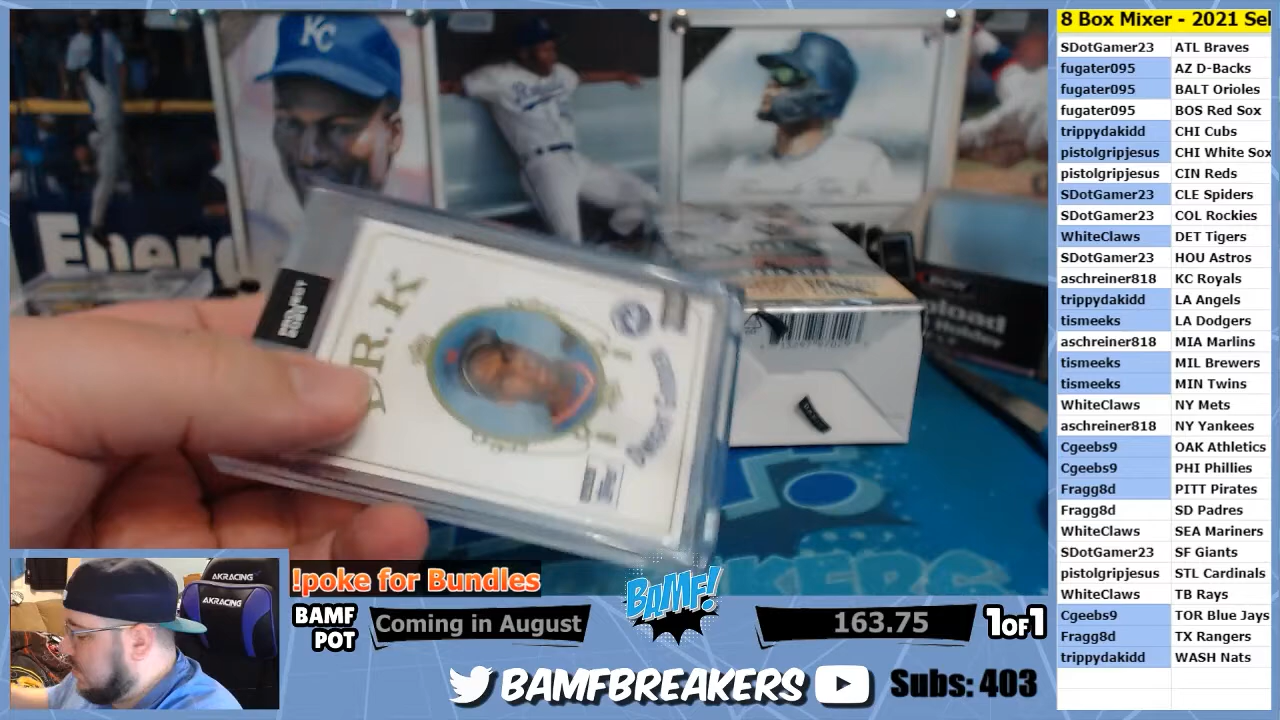 8 Box Mixer - 2021 Sel
SDotGamer23 ATL Braves
fugater095 AZ D-Backs
fugater095 BALT Orioles
fugater095 BOS Red Sox
trippydakidd CHI Cubs
pistolgripjesus CHI White Sox
pistolgripjesus CIN Reds
SDotGamer23 CLE Spiders
SDotGamer23 COL Rockies
WhiteClaws DET Tigers
SDotGamer23 HOU Astros
aschreiner818 KC Royals
trippydakidd LA Angels
tismeeks LA Dodgers
aschreiner818 MIA Marlins
tismeeks MIL Brewers
tismeeks MIN Twins
WhiteClaws NY Mets
aschreiner818 NY Yankees
Cgeebs9 OAK Athletics
Cgeebs9 PHI Phillies
Fragg8d PITT Pirates
Fragg8d SD Padres
WhiteClaws SEA Mariners
SDotGamer23 SF Giants
pistolgripjesus STL Cardinals
WhiteClaws TB Rays
Cgeebs9 TOR Blue Jays
Fragg8d TX Rangers
trippydakidd WASH Nats
KC
Energ
DR. K
AKRACING
AKRACING
!poke for Bundles
BAMF POT
Coming in August
BAMF!
163.75
1OF1
BAMFBREAKERS
Subs: 403